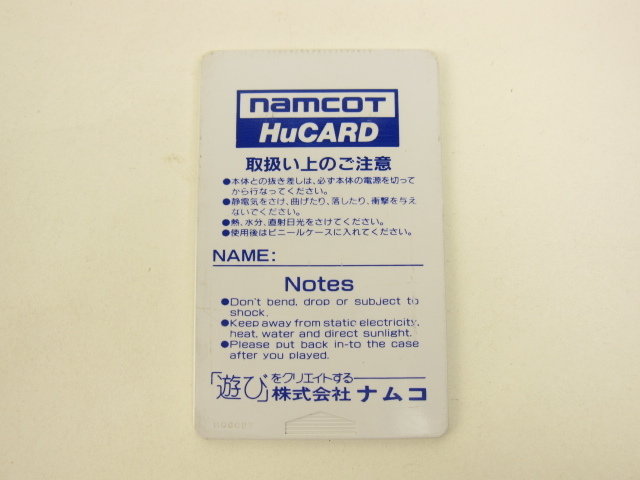 namcoT
HuCARD
取扱い上のご注意
●本体との抜き差しは、必ず本体の電源を切って
から行なってください。
●静電気をさけ、曲げたり、落したり、衝撃を与え
ないでください。
●熱、水分、直射日光をさけてください。
●使用後はビニールケースに入れてください。
NAME:
Notes
●Don't bend, drop or subject to
shock.
●Keep away from static electricity,
heat, water and direct sunlight.
●Please put back in-to the case
after you played.
「遊び」をクリエイトする
株式会社 ナムコ